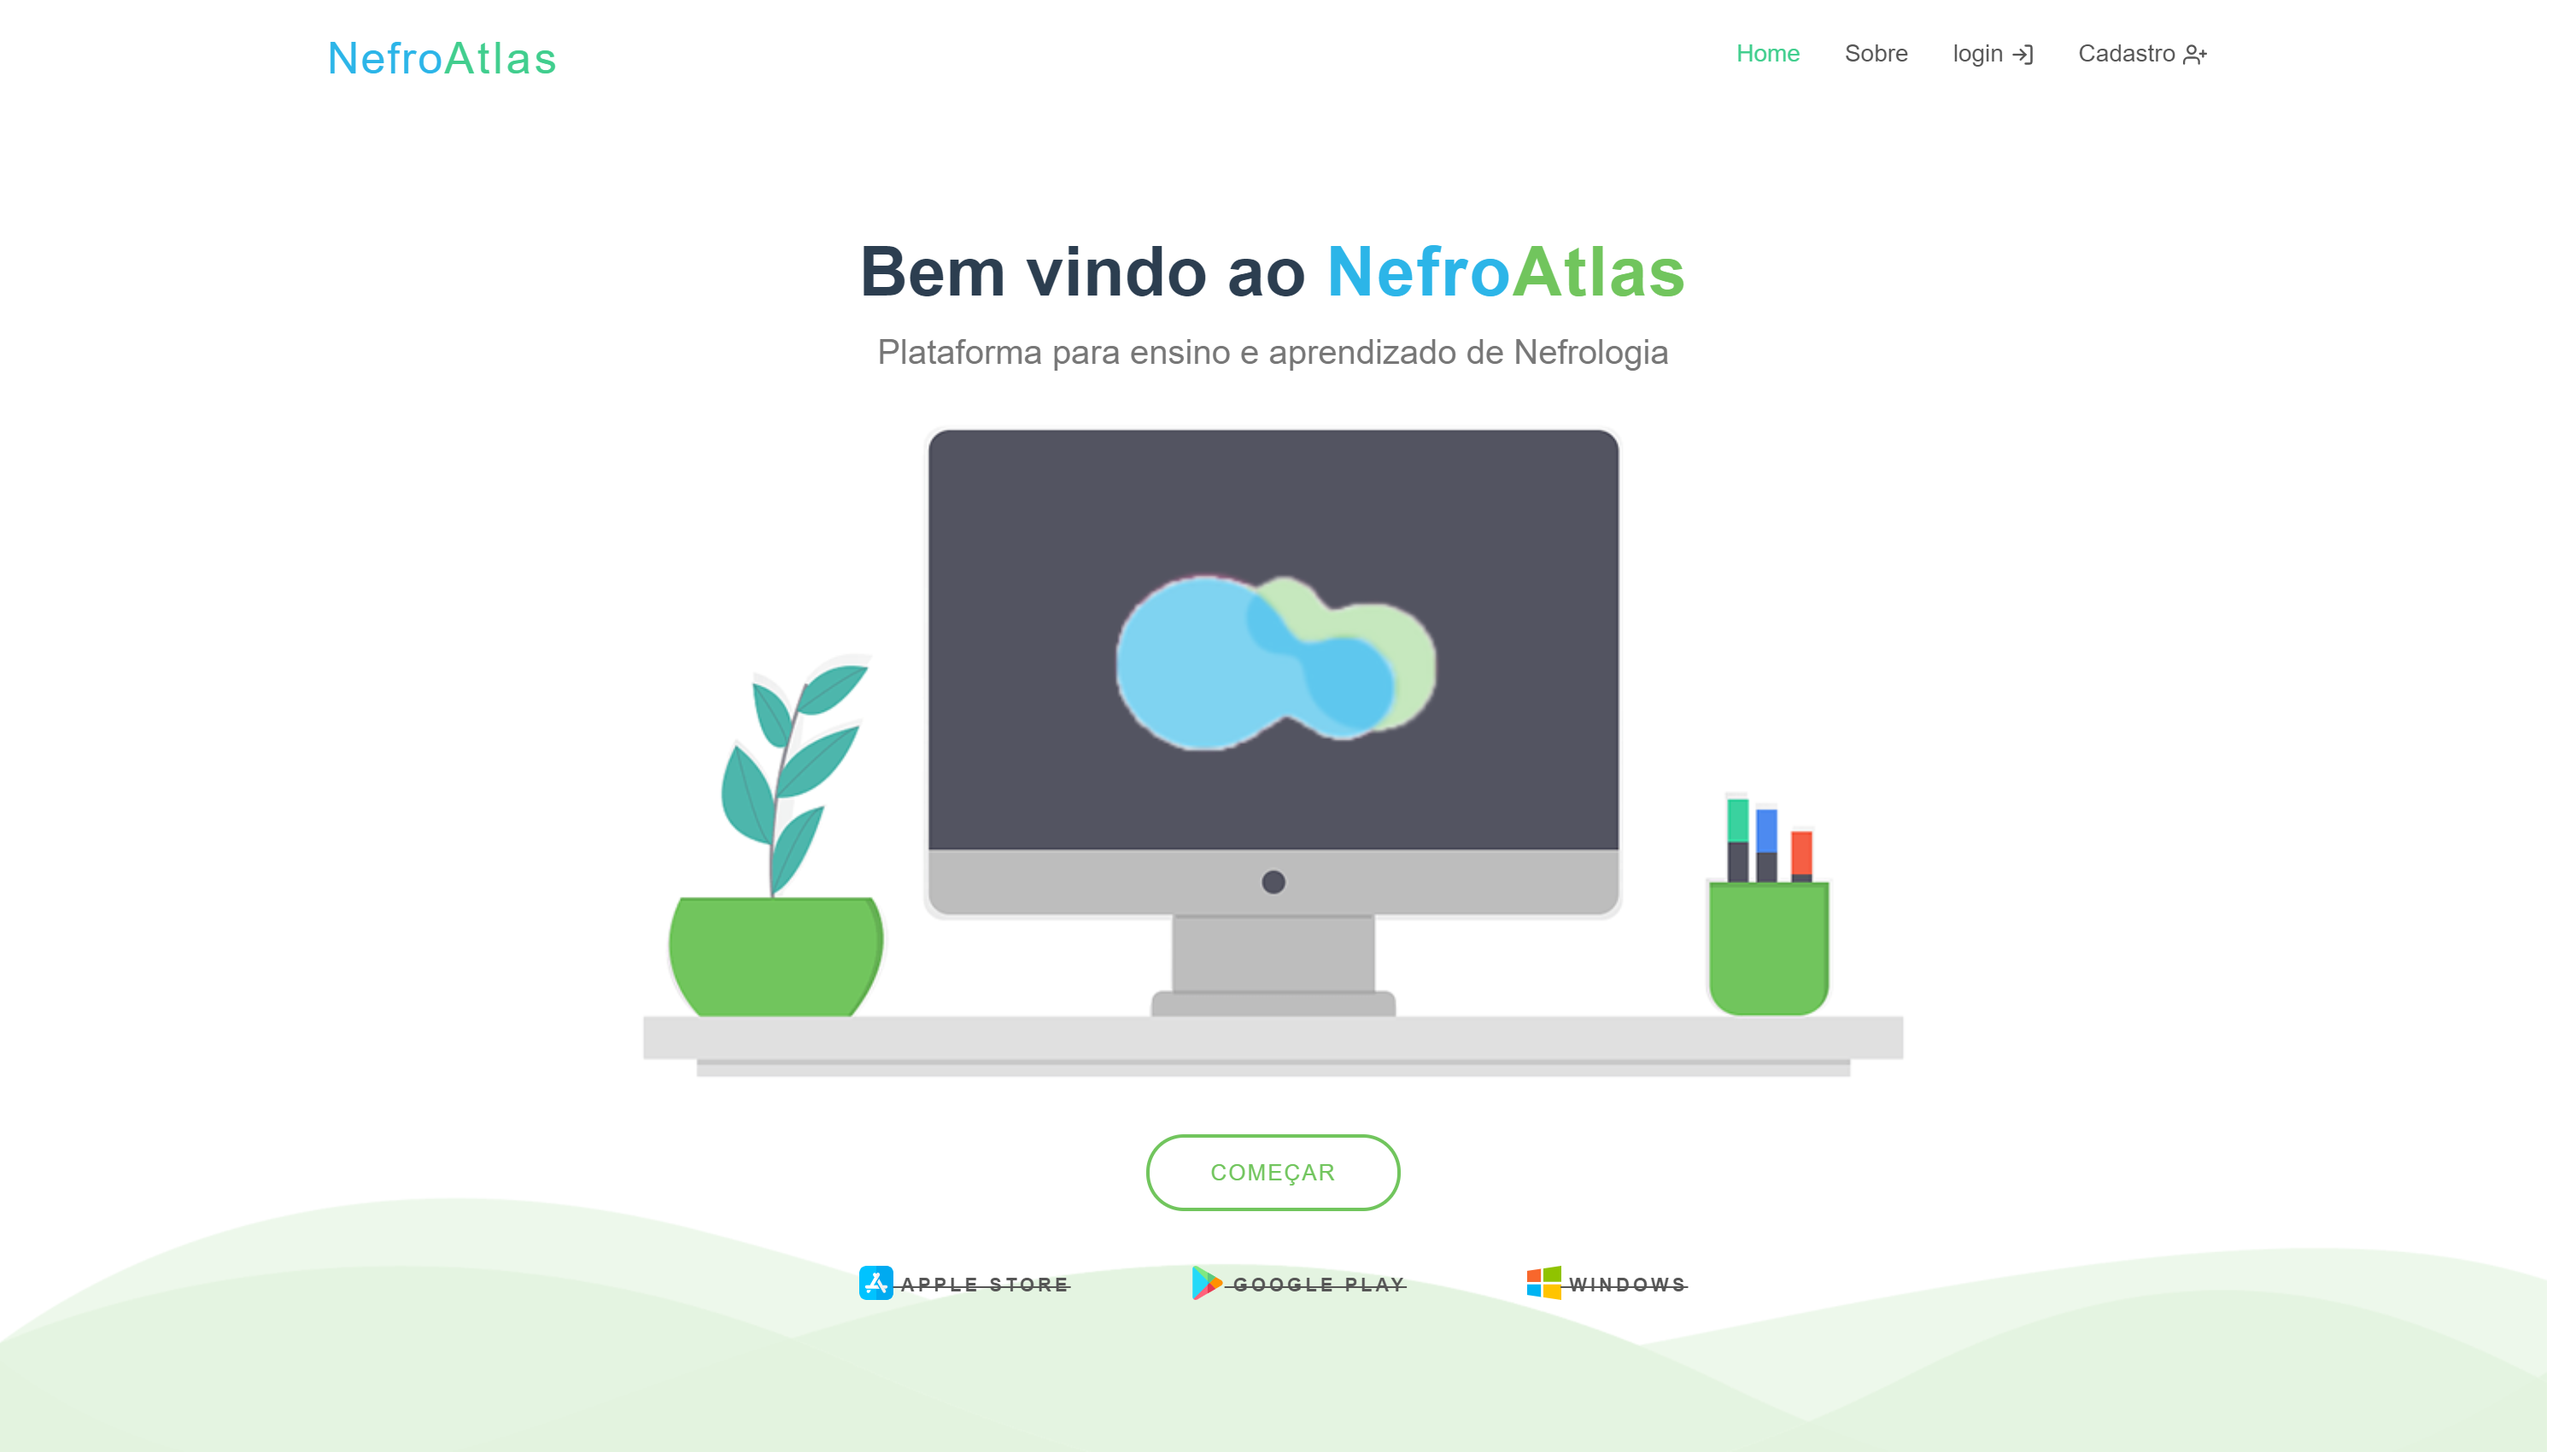 NefroAtlas
Home Sobre login Cadastro
Bem vindo ao NefroAtlas
Plataforma para ensino e aprendizado de Nefrologia
COMEÇAR
APPLE STORE GOOGLE PLAY WINDOWS